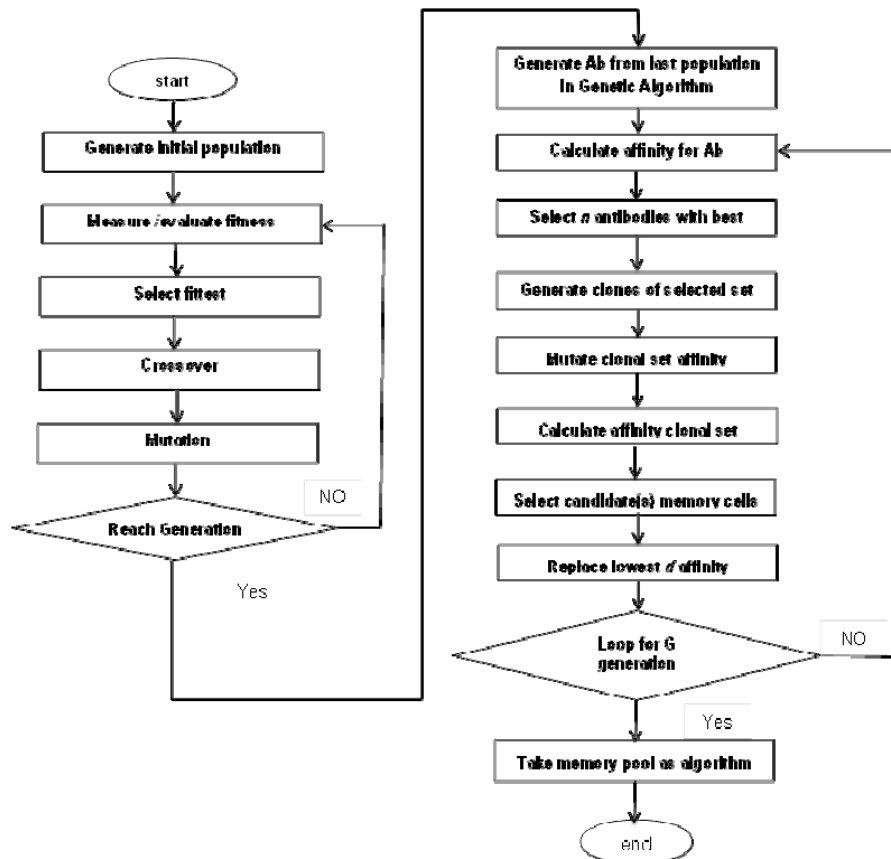 start
Generate initial population
Measure /evaluate fitness
Select fittest
Crossover
Mutation
NO
Reach Generation
Yes
Generate Ab from last population
in Genetic Algorithm
Calculate affinity for Ab
Select n antibodies with best
Generate clones of selected set
Mutate clonal set affinity
Calculate affinity clonal set
Select candidate(s) memory cells
Replace lowest d affinity
Loop for G
generation
NO
Yes
Take memory pool as algorithm
end